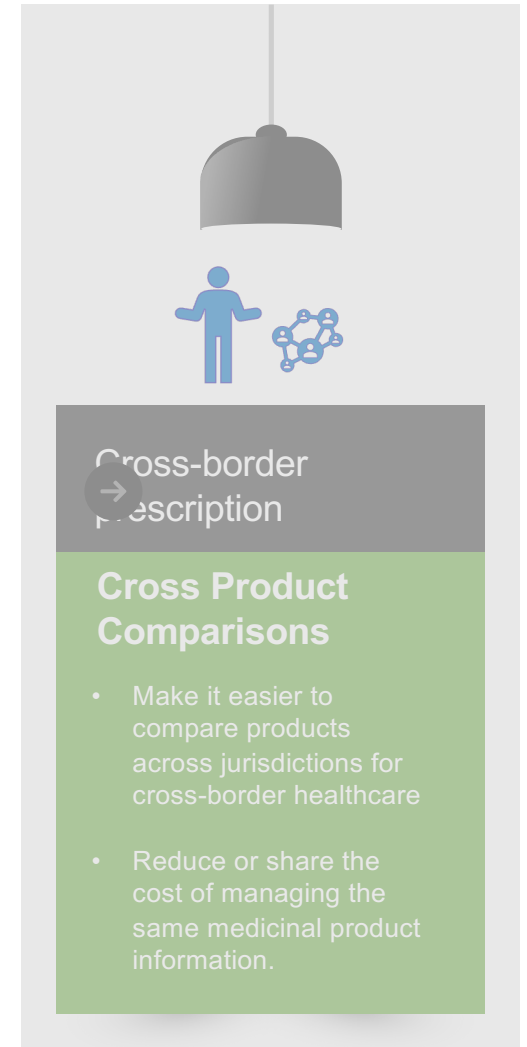 Cross-border
prescription
Cross Product
Comparisons
• Make it easier to
compare products
across jurisdictions for
cross-border healthcare
• Reduce or share the
cost of managing the
same medicinal product
information.